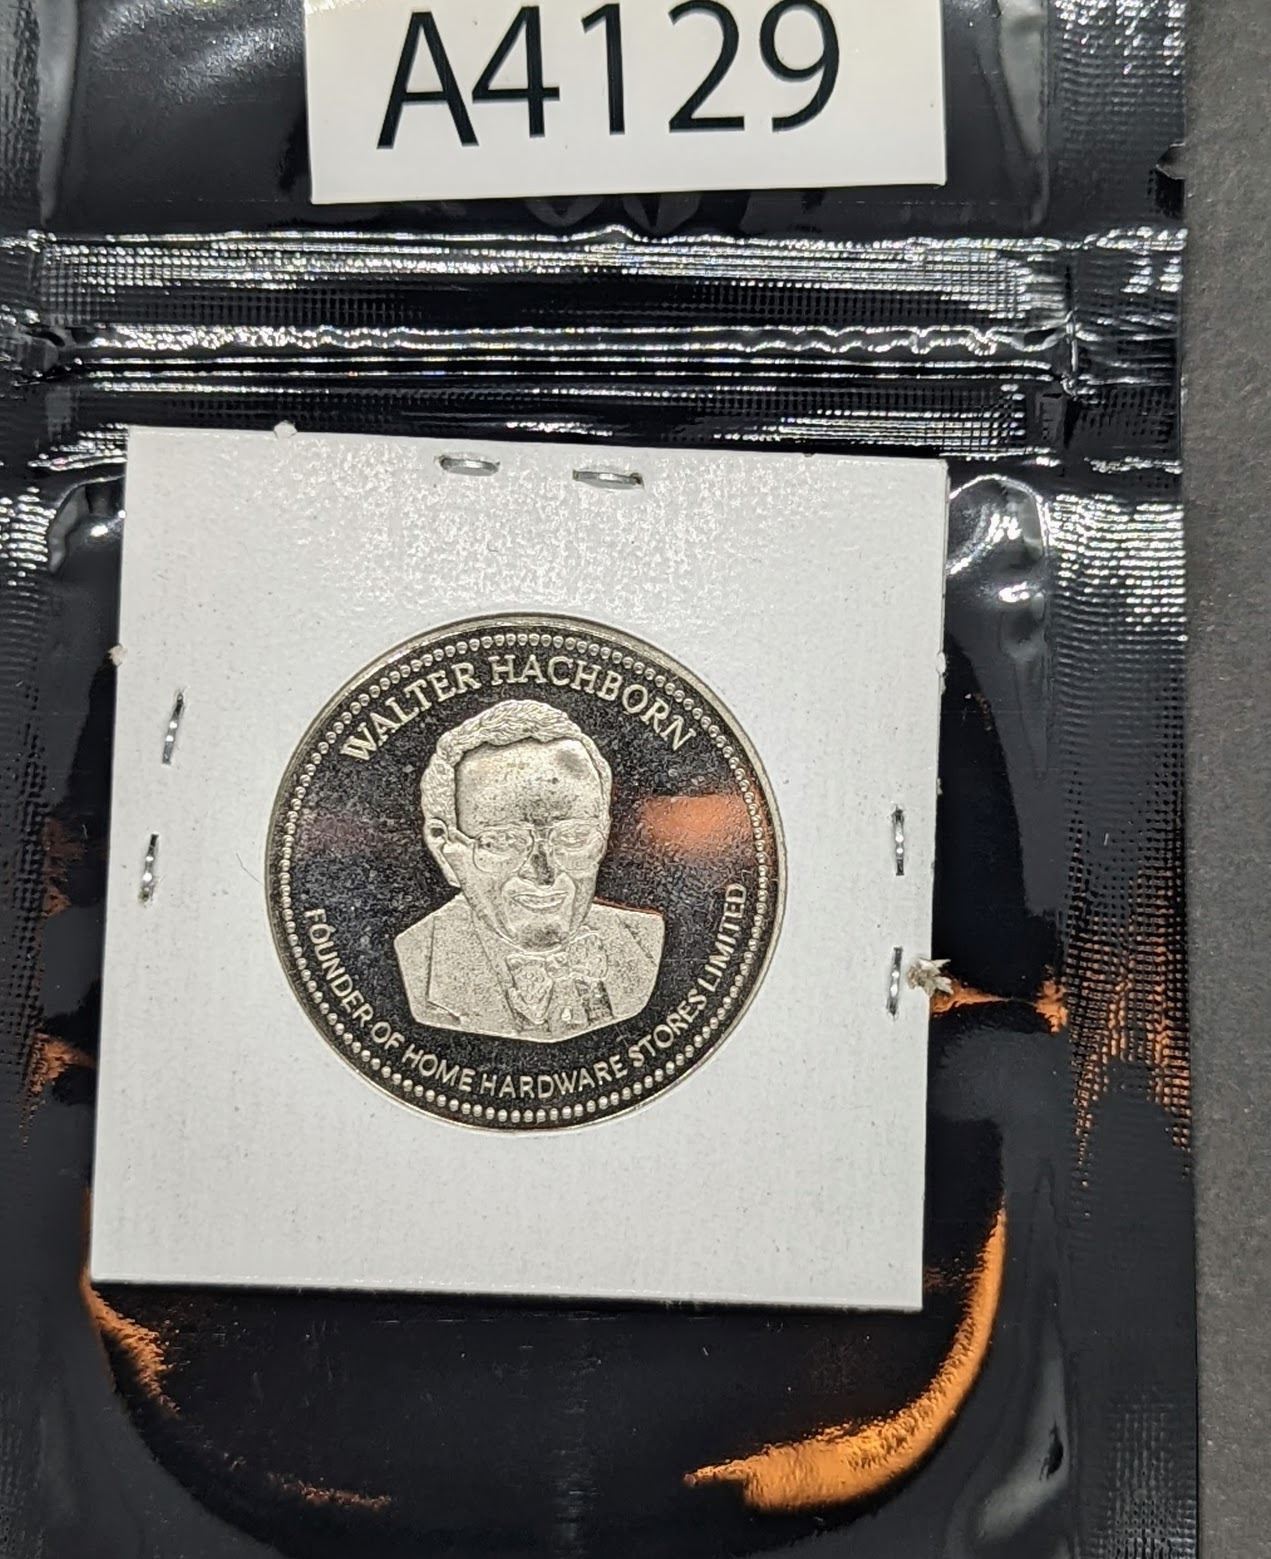 A4129
WALTER HACHBORN
FOUNDER OF HOME HARDWARE STORES LIMITED